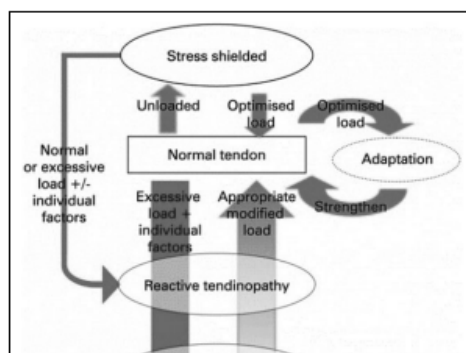 Stress shielded
Unloaded
Optimised
load
Optimised
load
Normal
or excessive
load +/-
individual
factors
Normal tendon
Adaptation
Excessive
load +
individual
factors
Appropriate
modified
load
Strengthen
Reactive tendinopathy